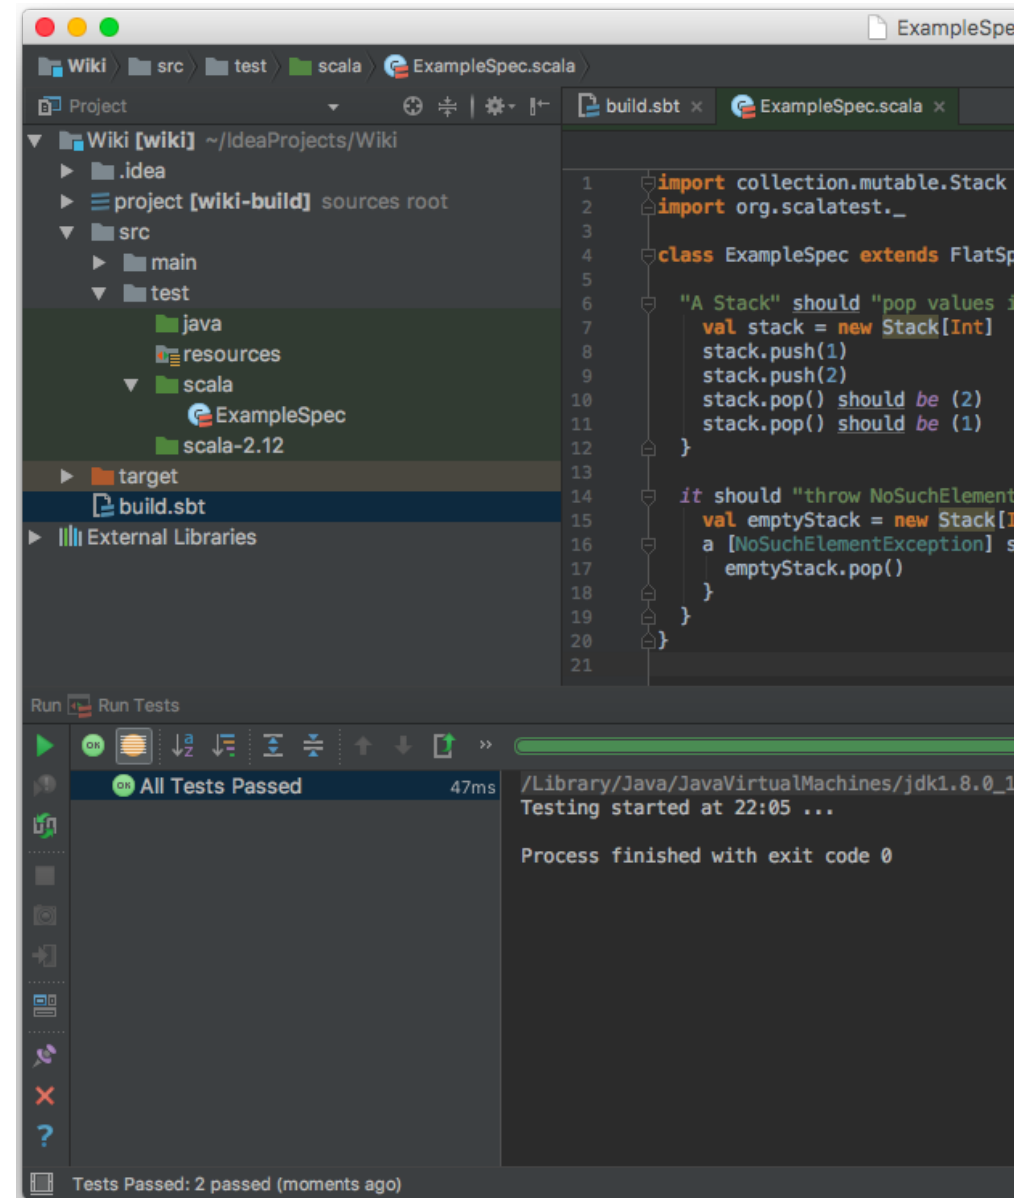 ExampleSpe
Wiki src test scala ExampleSpec.scala
Project
build.sbt × ExampleSpec.scala ×
Wiki [wiki] ~/IdeaProjects/Wiki
.idea
project [wiki-build] sources root
src
main
test
java
resources
scala
ExampleSpec
scala-2.12
target
build.sbt
External Libraries
1 import collection.mutable.Stack
2 import org.scalatest._
3
4 class ExampleSpec extends FlatSp
5
6 "A Stack" should "pop values i
7 val stack = new Stack[Int]
8 stack.push(1)
9 stack.push(2)
10 stack.pop() should be (2)
11 stack.pop() should be (1)
12 }
13
14 it should "throw NoSuchElement
15 val emptyStack = new Stack[I
16 a [NoSuchElementException] s
17 emptyStack.pop()
18 }
19 }
20 }
21
Run Run Tests
OK a z »
OK All Tests Passed 47ms
/Library/Java/JavaVirtualMachines/jdk1.8.0_1
Testing started at 22:05 ...
Process finished with exit code 0
?
Tests Passed: 2 passed (moments ago)